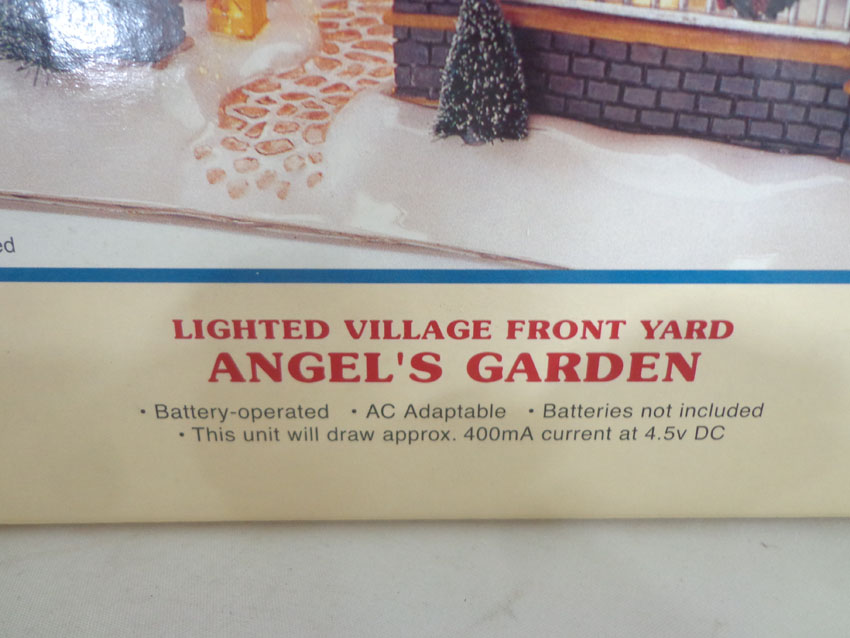 LIGHTED VILLAGE FRONT YARD
ANGEL'S GARDEN
• Battery-operated • AC Adaptable • Batteries not included
• This unit will draw approx. 400mA current at 4.5v DC